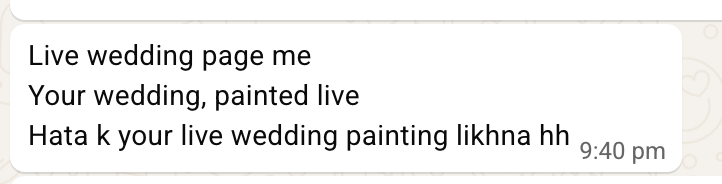 Live wedding page me
Your wedding, painted live
Hata k your live wedding painting likhna hh
9:40 pm